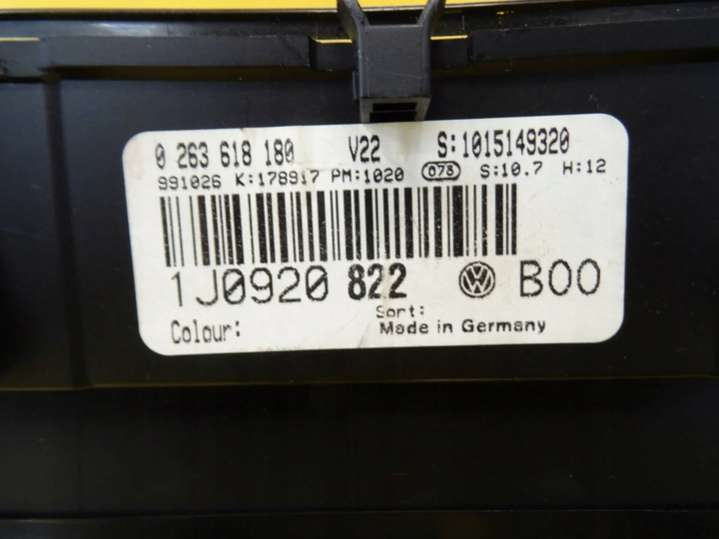 0 263 618 180 V22 S:1015149320
991026 K:178917 PM:1020 078 S:10.7 H:12
1J0920 822 VW B00
Sort:
Colour: Made in Germany